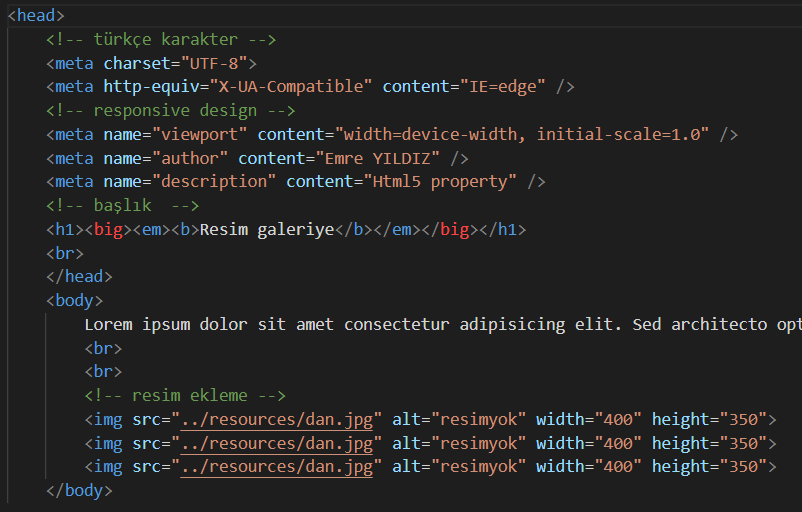 <head>
<!-- türkçe karakter -->
<meta charset="UTF-8">
<meta http-equiv="X-UA-Compatible" content="IE=edge" />
<!-- responsive design -->
<meta name="viewport" content="width=device-width, initial-scale=1.0" />
<meta name="author" content="Emre YILDIZ" />
<meta name="description" content="Html5 property" />
<!-- başlık  -->
<h1><big><em><b>Resim galeriye</b></em></big></h1>
<br>
</head>
<body>
Lorem ipsum dolor sit amet consectetur adipisicing elit. Sed architecto opt
<br>
<br>
<!-- resim ekleme -->
<img src="../resources/dan.jpg" alt="resimyok" width="400" height="350">
<img src="../resources/dan.jpg" alt="resimyok" width="400" height="350">
<img src="../resources/dan.jpg" alt="resimyok" width="400" height="350">
</body>